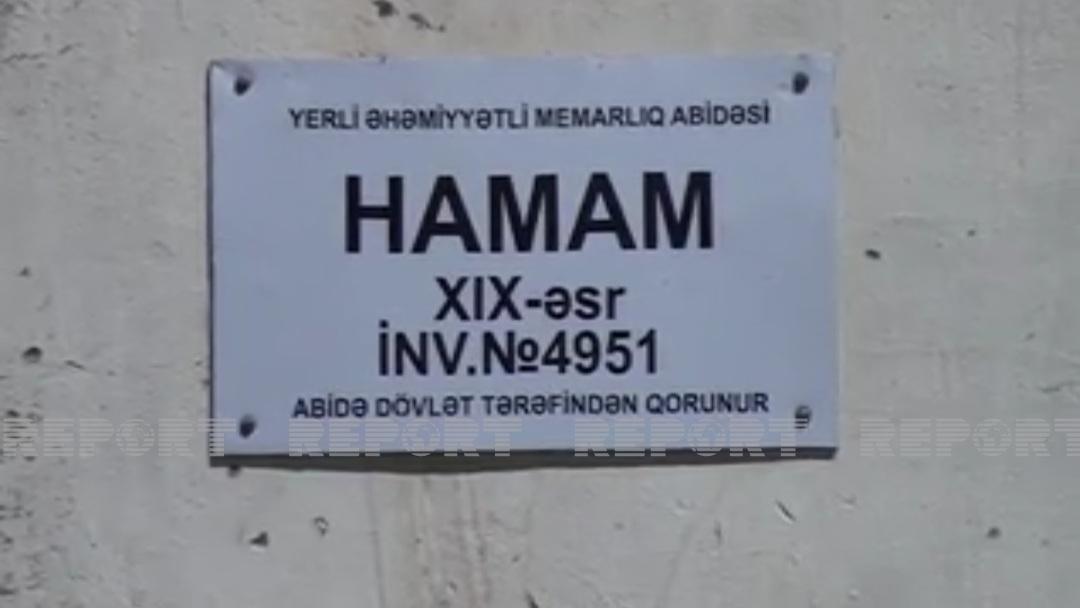 YERLİ ƏHƏMİYYƏTLİ MEMARLIQ ABİDƏSİ
HAMAM
XIX-əsr
İNV.№4951
ABİDƏ DÖVLƏT TƏRƏFİNDƏN QORUNUR
REPORT REPORT REPORT REPORT